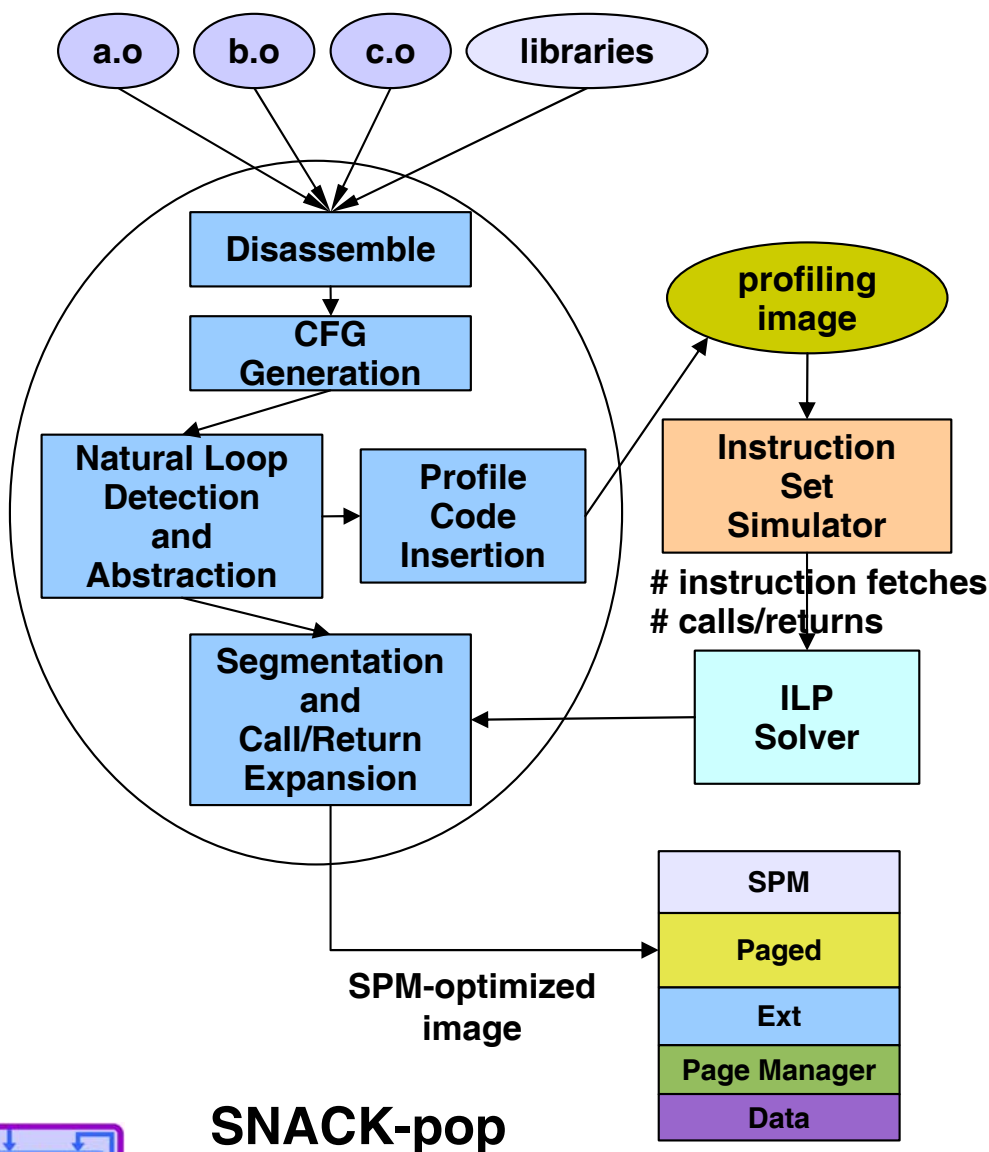 a.o
b.o
c.o
libraries
Disassemble
CFG
Generation
Natural Loop
Detection
and
Abstraction
Profile
Code
Insertion
profiling
image
Instruction
Set
Simulator
# instruction fetches
# calls/returns
Segmentation
and
Call/Return
Expansion
ILP
Solver
SPM-optimized
image
SPM
Paged
Ext
Page Manager
Data
SNACK-pop